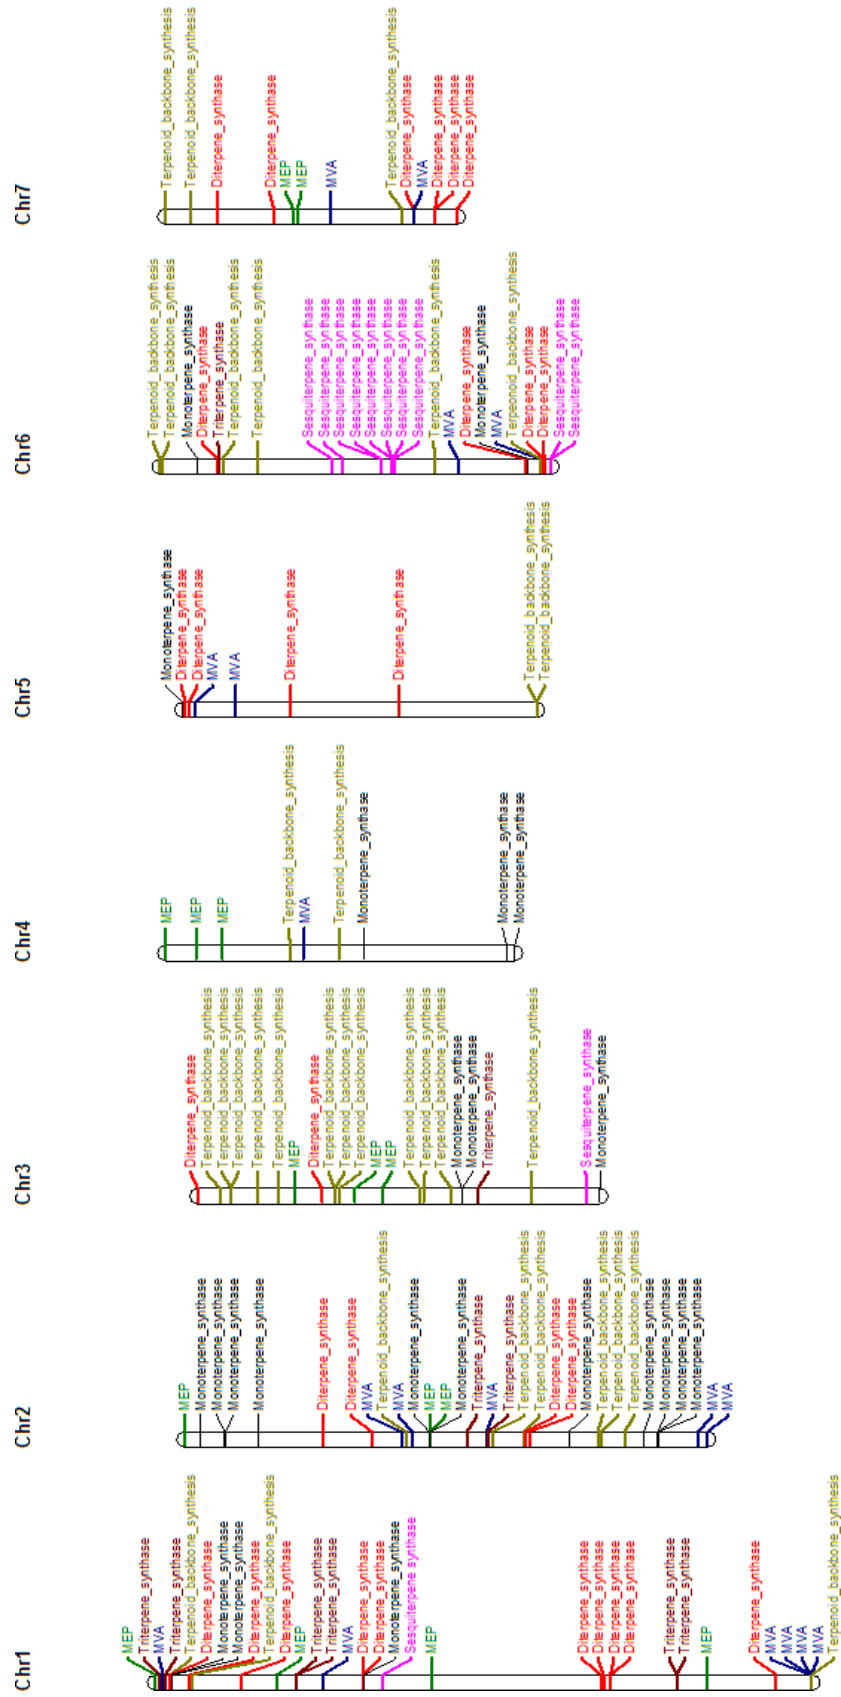 Chr7
Terpenoid_backbone_synthesis
Terpenoid_backbone_synthesis
Diterpene_synthase
Diterpene_synthase
MEP
MEP
MVA
Terpenoid_backbone_synthesis
Diterpene_synthase
MVA
Diterpene_synthase
Diterpene_synthase
Diterpene_synthase
Chr6
Terpenoid_backbone_synthesis
Terpenoid_backbone_synthesis
Monoterpene_synthase
Diterpene_synthase
Triterpene_synthase
Terpenoid_backbone_synthesis
Terpenoid_backbone_synthesis
Sesquiterpene_synthase
Sesquiterpene_synthase
Sesquiterpene_synthase
Sesquiterpene_synthase
Sesquiterpene_synthase
Sesquiterpene_synthase
Sesquiterpene_synthase
Sesquiterpene_synthase
Terpenoid_backbone_synthesis
MVA
Diterpene_synthase
Monoterpene_synthase
MVA
Terpenoid_backbone_synthesis
Diterpene_synthase
Diterpene_synthase
Sesquiterpene_synthase
Sesquiterpene_synthase
Chr5
Monoterpene_synthase
Diterpene_synthase
Diterpene_synthase
MVA
MVA
Diterpene_synthase
Diterpene_synthase
Terpenoid_backbone_synthesis
Terpenoid_backbone_synthesis
Chr4
MEP
MEP
MEP
Terpenoid_backbone_synthesis
MVA
Terpenoid_backbone_synthesis
Monoterpene_synthase
Monoterpene_synthase
Monoterpene_synthase
Chr3
Diterpene_synthase
Terpenoid_backbone_synthesis
Terpenoid_backbone_synthesis
Terpenoid_backbone_synthesis
Terpenoid_backbone_synthesis
Terpenoid_backbone_synthesis
MEP
Diterpene_synthase
Terpenoid_backbone_synthesis
Terpenoid_backbone_synthesis
Terpenoid_backbone_synthesis
MEP
MEP
Terpenoid_backbone_synthesis
Terpenoid_backbone_synthesis
Terpenoid_backbone_synthesis
Monoterpene_synthase
Monoterpene_synthase
Triterpene_synthase
Terpenoid_backbone_synthesis
Sesquiterpene_synthase
Monoterpene_synthase
Chr2
MEP
Monoterpene_synthase
Monoterpene_synthase
Monoterpene_synthase
Monoterpene_synthase
Diterpene_synthase
Diterpene_synthase
MVA
Terpenoid_backbone_synthesis
MVA
Monoterpene_synthase
MEP
MEP
Monoterpene_synthase
Triterpene_synthase
MVA
Triterpene_synthase
Terpenoid_backbone_synthesis
Terpenoid_backbone_synthesis
Diterpene_synthase
Diterpene_synthase
Monoterpene_synthase
Terpenoid_backbone_synthesis
Terpenoid_backbone_synthesis
Terpenoid_backbone_synthesis
Monoterpene_synthase
Monoterpene_synthase
Monoterpene_synthase
Monoterpene_synthase
MVA
MVA
Chr1
MEP
Triterpene_synthase
MVA
Triterpene_synthase
Terpenoid_backbone_synthesis
Diterpene_synthase
Monoterpene_synthase
Monoterpene_synthase
Diterpene_synthase
Terpenoid_backbone_synthesis
Diterpene_synthase
MEP
Triterpene_synthase
Triterpene_synthase
MVA
Diterpene_synthase
Diterpene_synthase
Monoterpene_synthase
Sesquiterpene synthase
MEP
Diterpene_synthase
Diterpene_synthase
Diterpene_synthase
Diterpene_synthase
Triterpene_synthase
Triterpene_synthase
MEP
Diterpene_synthase
MVA
MVA
MVA
MVA
Terpenoid_backbone_synthesis